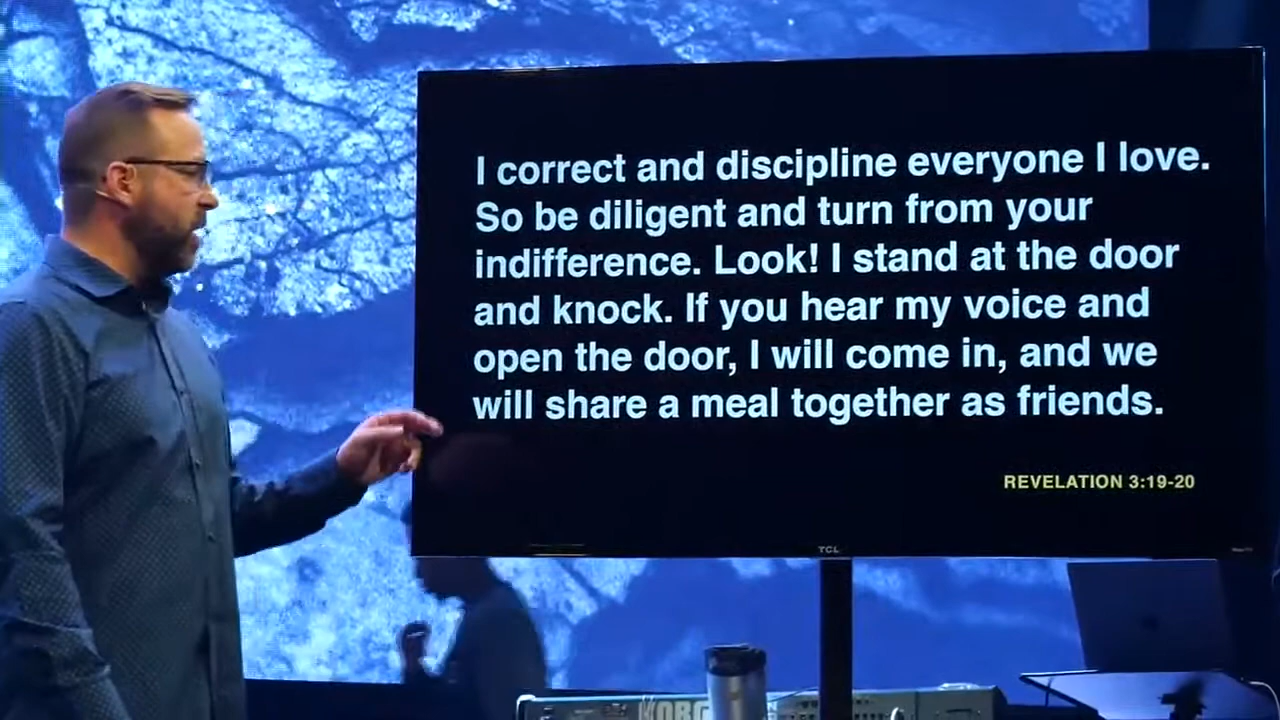 I correct and discipline everyone I love.
So be diligent and turn from your
indifference. Look! I stand at the door
and knock. If you hear my voice and
open the door, I will come in, and we
will share a meal together as friends.
REVELATION 3:19-20
TCL
KORG